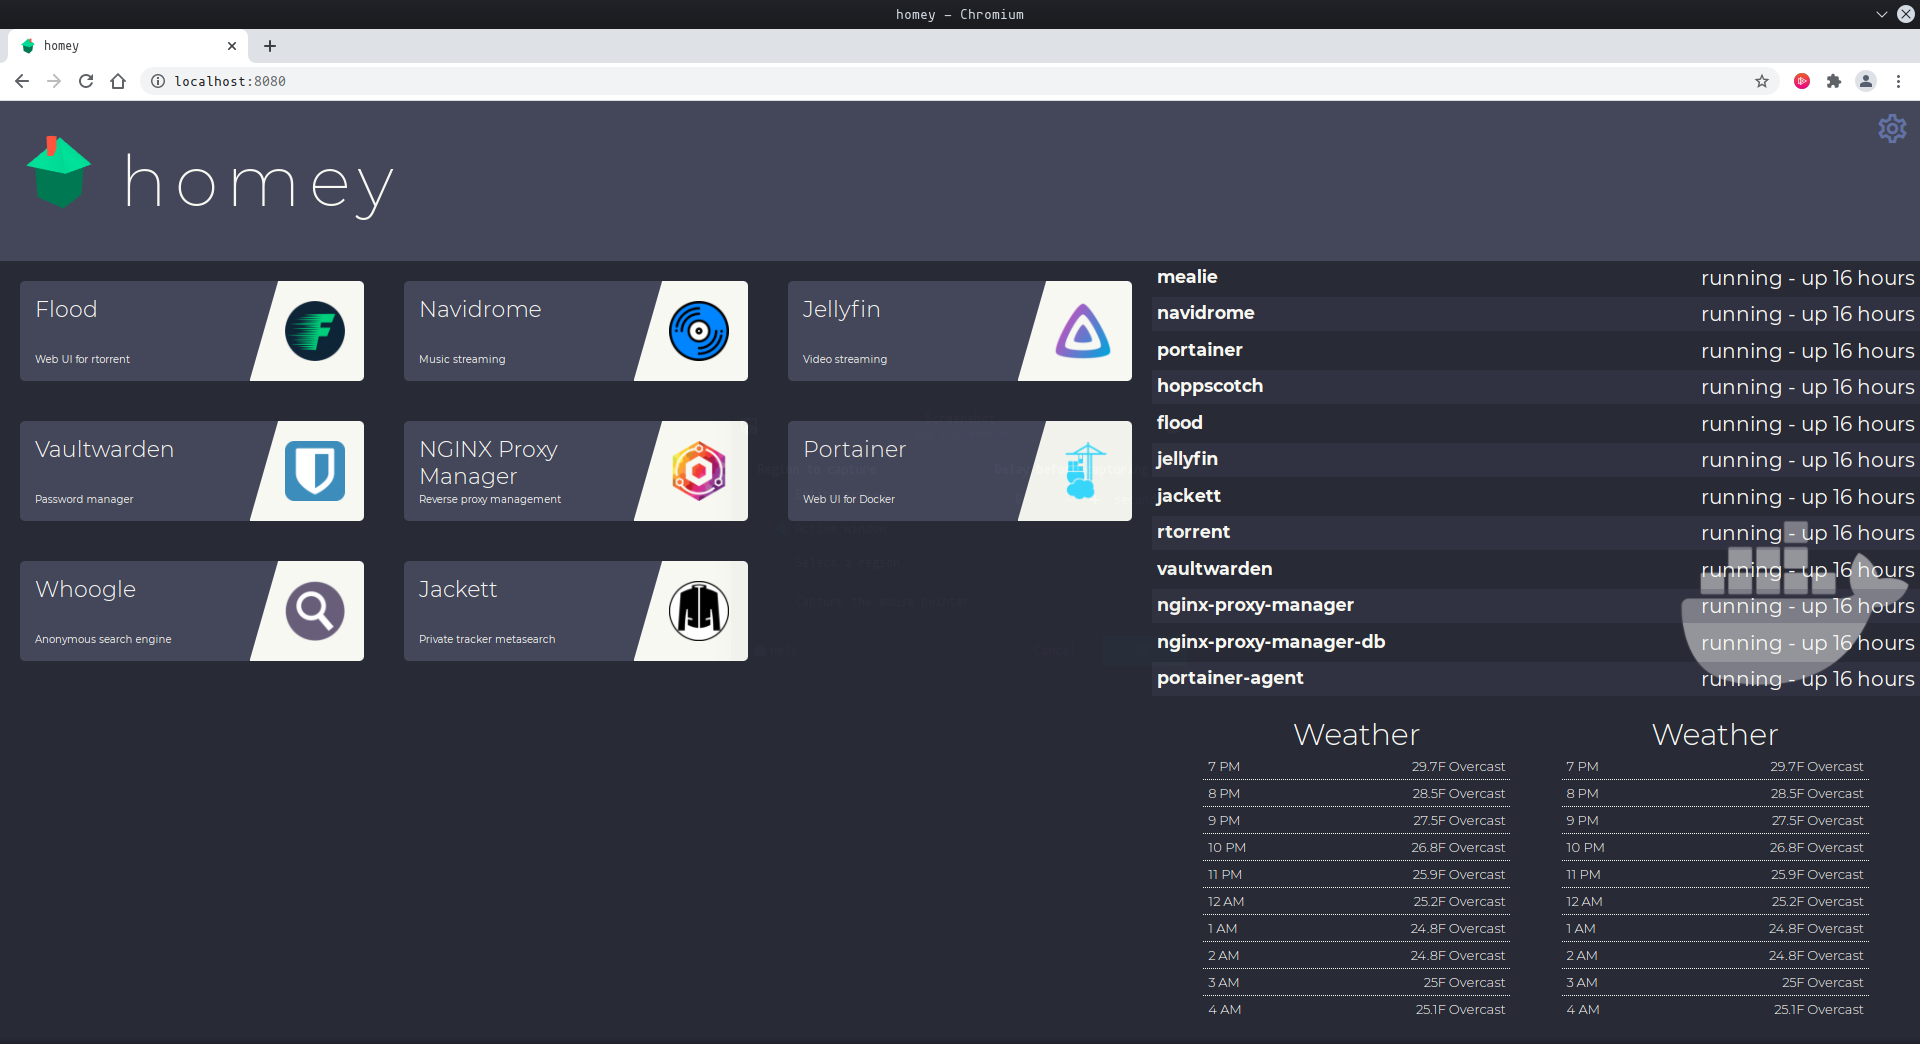 homey – Chromium
homey
localhost:8080
homey
Flood
Web UI for rtorrent
Navidrome
Music streaming
Jellyfin
Video streaming
Vaultwarden
Password manager
NGINX Proxy
Manager
Reverse proxy management
Portainer
Web UI for Docker
Whoogle
Anonymous search engine
Jackett
Private tracker metasearch
mealie running - up 16 hours
navidrome running - up 16 hours
portainer running - up 16 hours
hoppscotch running - up 16 hours
flood running - up 16 hours
jellyfin running - up 16 hours
jackett running - up 16 hours
rtorrent running - up 16 hours
vaultwarden running - up 16 hours
nginx-proxy-manager running - up 16 hours
nginx-proxy-manager-db running - up 16 hours
portainer-agent running - up 16 hours
Weather
7 PM 29.7F Overcast
8 PM 28.5F Overcast
9 PM 27.5F Overcast
10 PM 26.8F Overcast
11 PM 25.9F Overcast
12 AM 25.2F Overcast
1 AM 24.8F Overcast
2 AM 24.8F Overcast
3 AM 25F Overcast
4 AM 25.1F Overcast
Weather
7 PM 29.7F Overcast
8 PM 28.5F Overcast
9 PM 27.5F Overcast
10 PM 26.8F Overcast
11 PM 25.9F Overcast
12 AM 25.2F Overcast
1 AM 24.8F Overcast
2 AM 24.8F Overcast
3 AM 25F Overcast
4 AM 25.1F Overcast